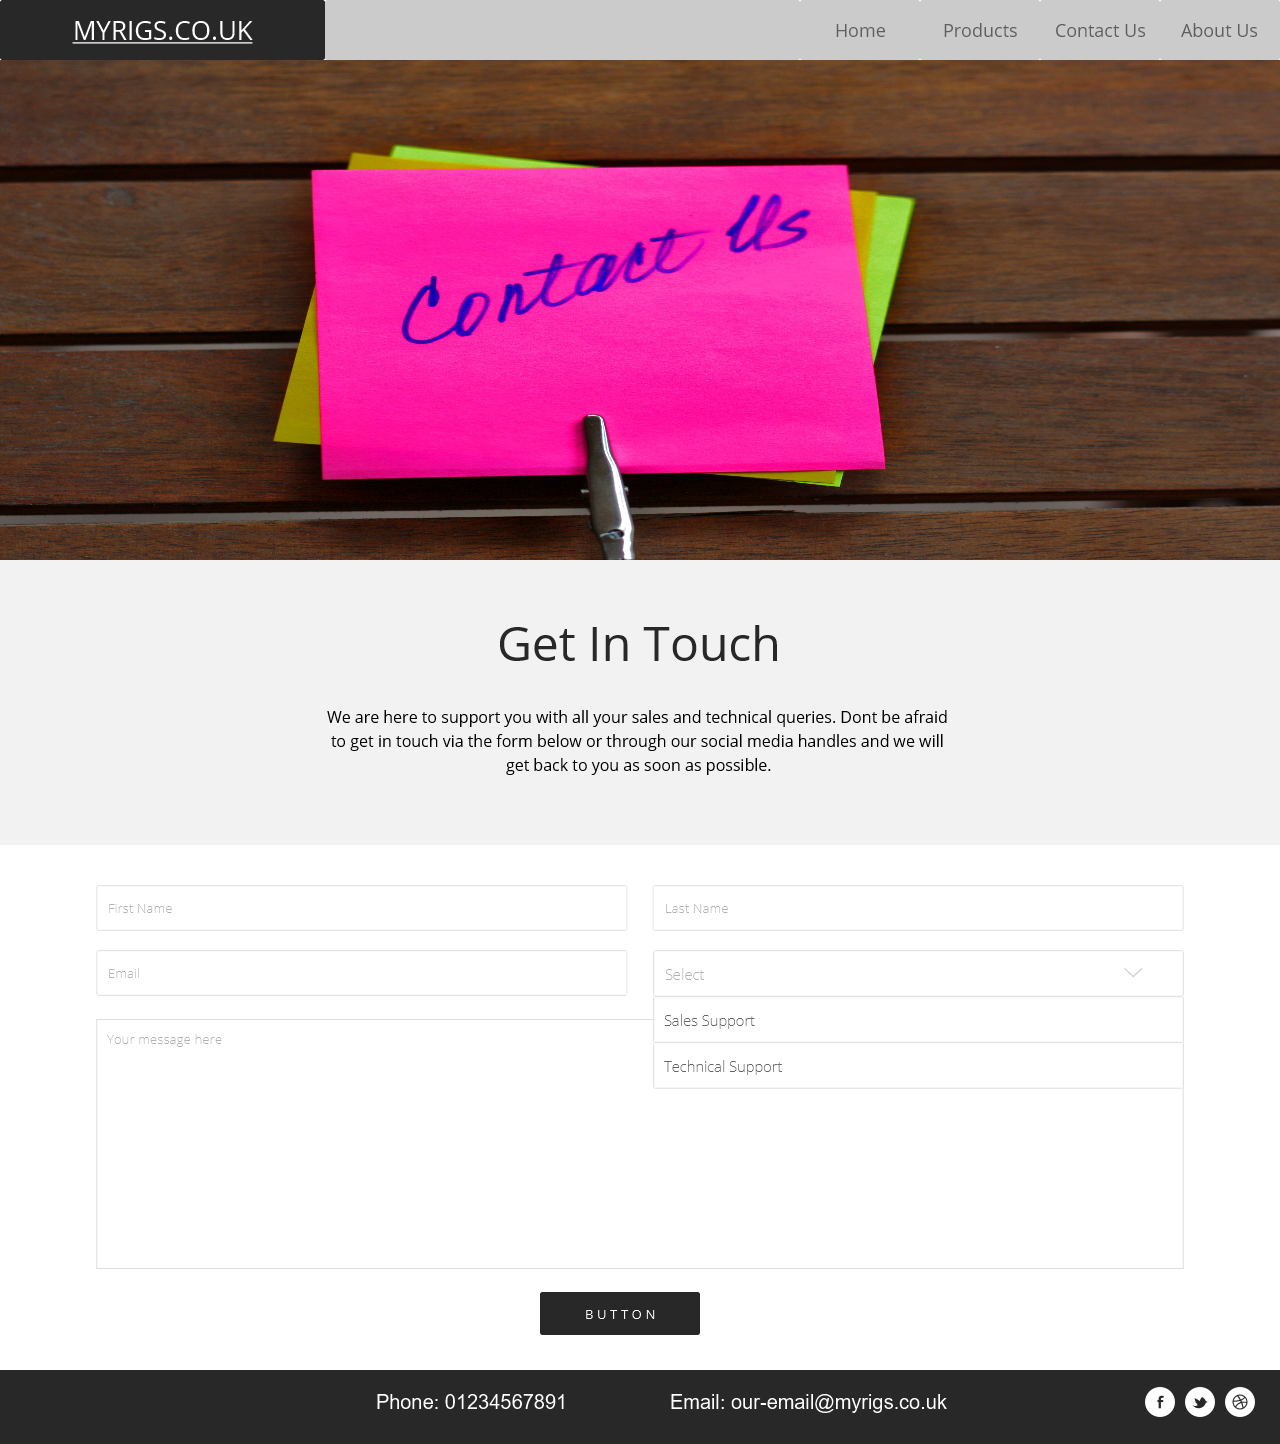 MYRIGS.CO.UK
Home Products Contact Us About Us
Contact Us
Get In Touch
We are here to support you with all your sales and technical queries. Dont be afraid
to get in touch via the form below or through our social media handles and we will
get back to you as soon as possible.
First Name Last Name
Email Select
Sales Support
Your message here
Technical Support
BUTTON
Phone: 01234567891 Email: our-email@myrigs.co.uk